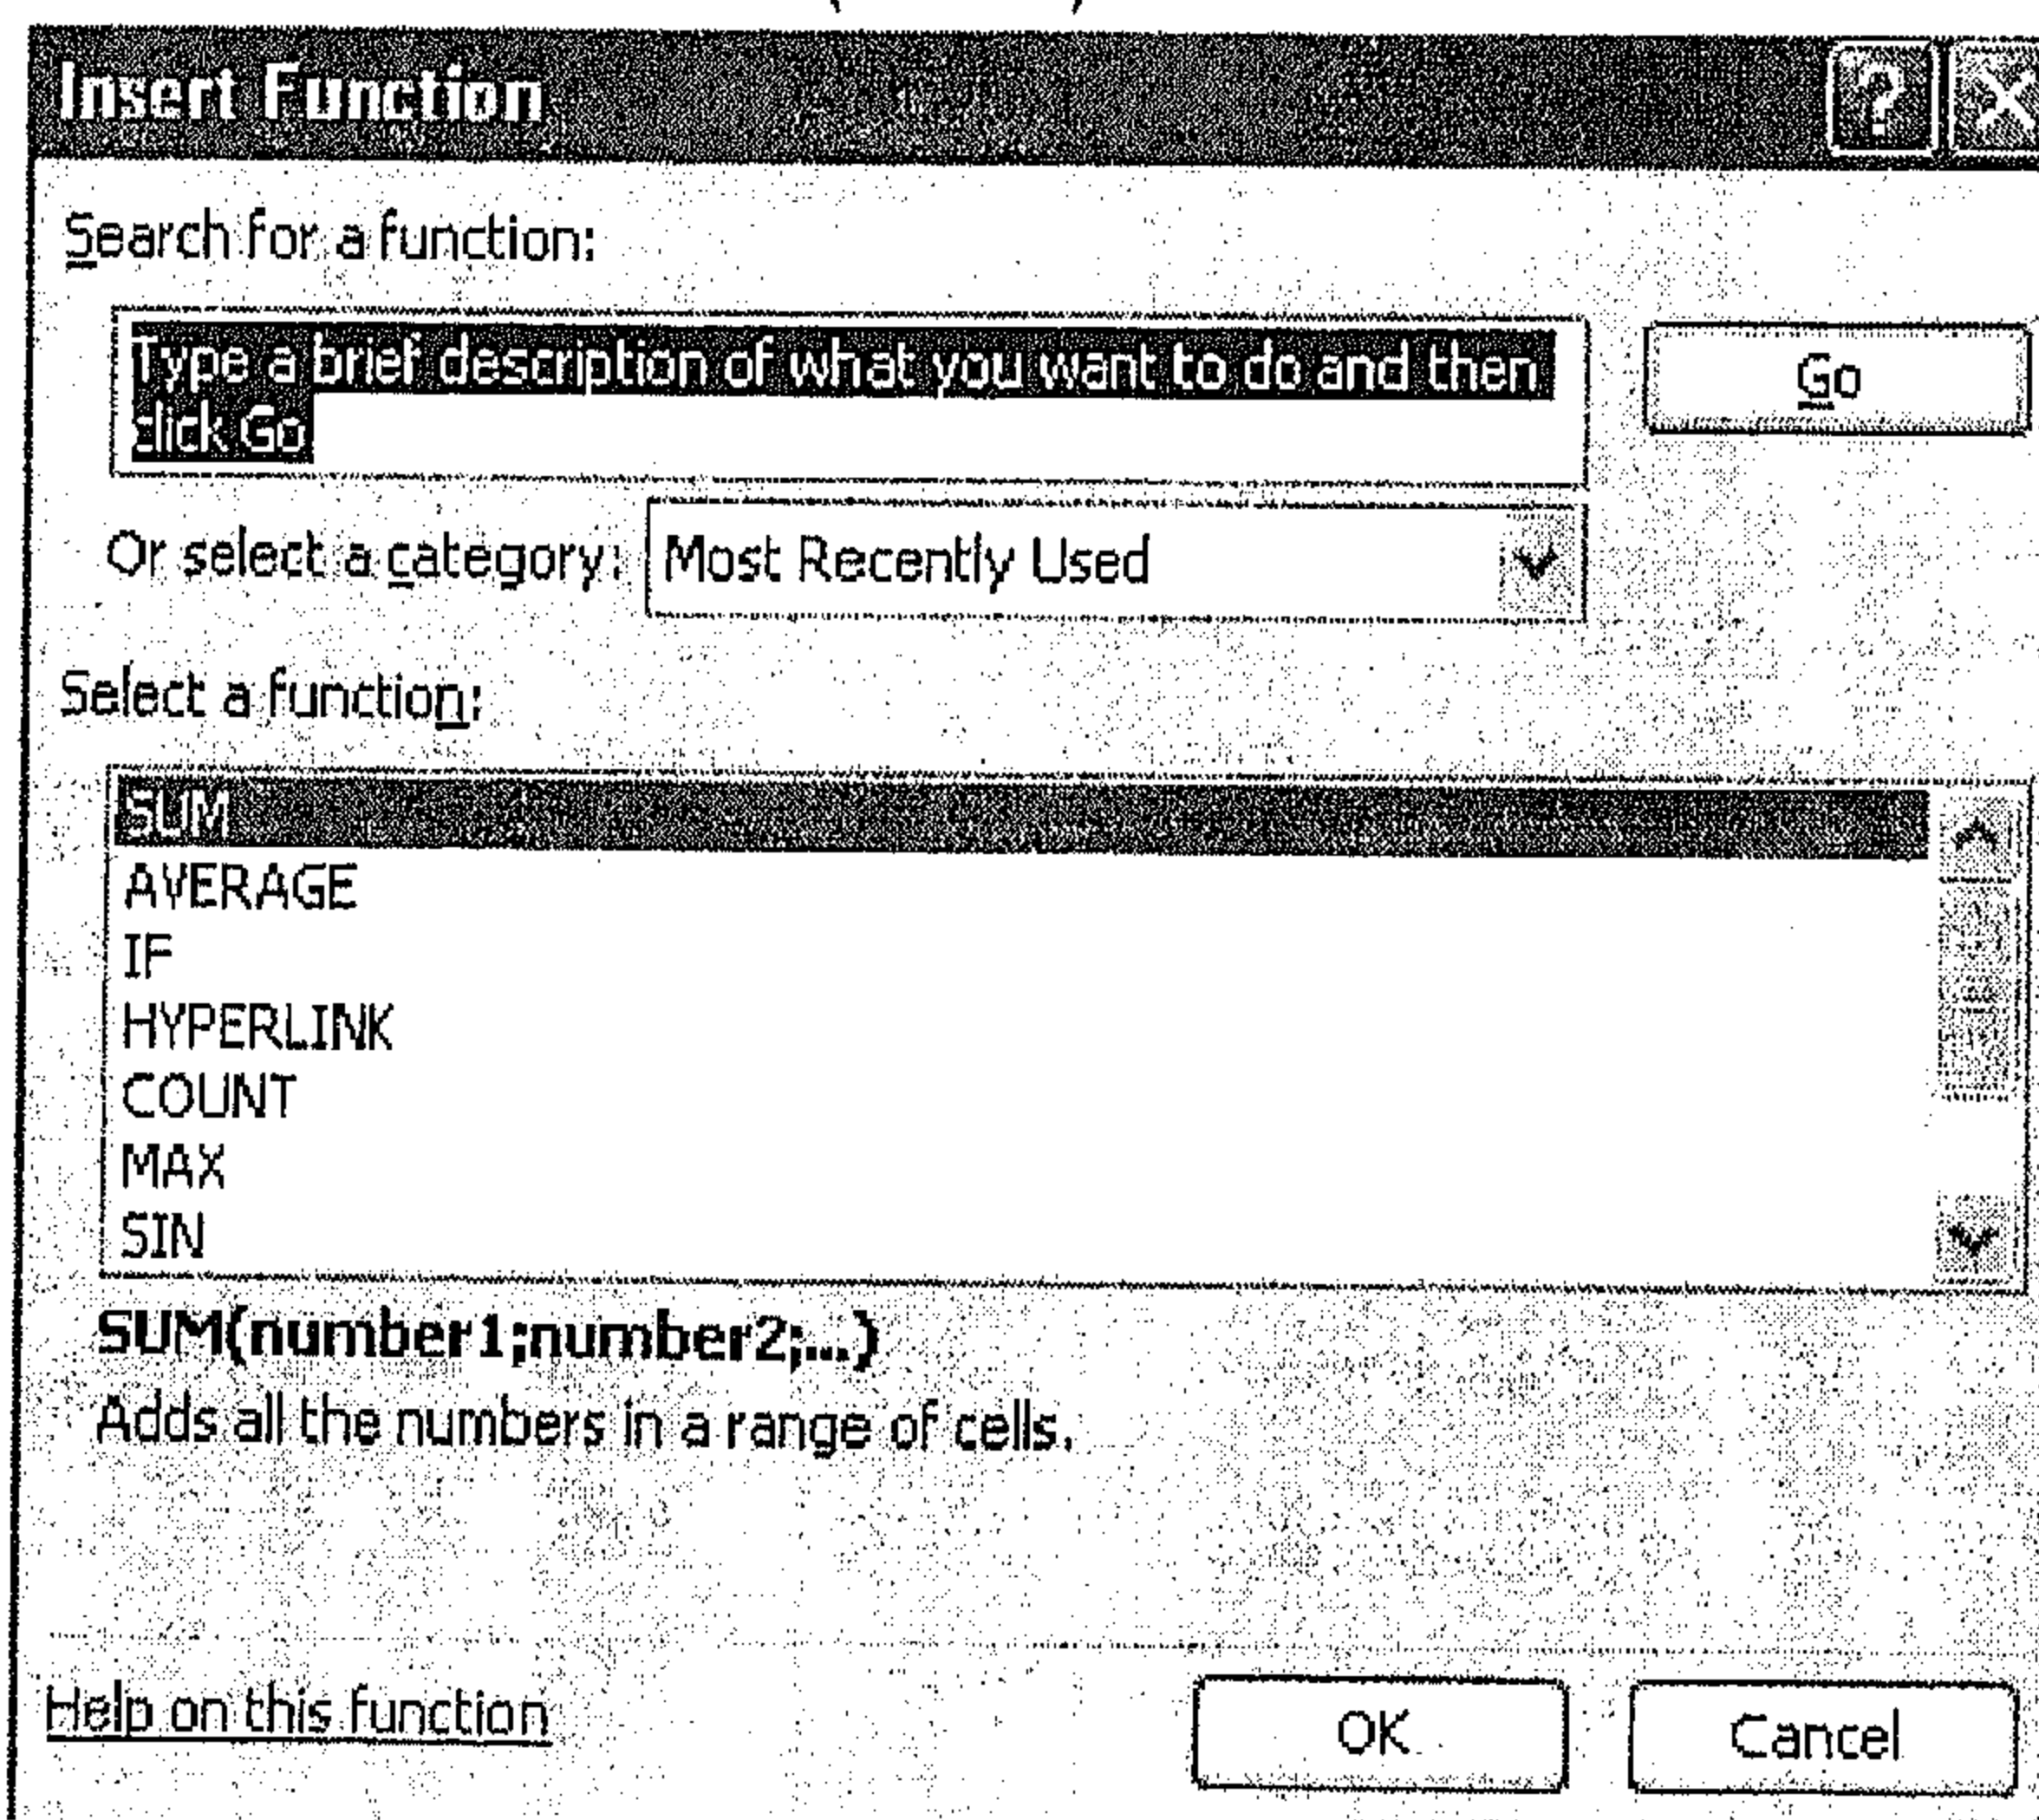 Insert Function
Search for a function:
Type a brief description of what you want to do and then
click Go
Go
Or select a category: Most Recently Used
Select a function:
SUM
AVERAGE
IF
HYPERLINK
COUNT
MAX
SIN
SUM(number1;number2;...)
Adds all the numbers in a range of cells.
Help on this function
OK
Cancel